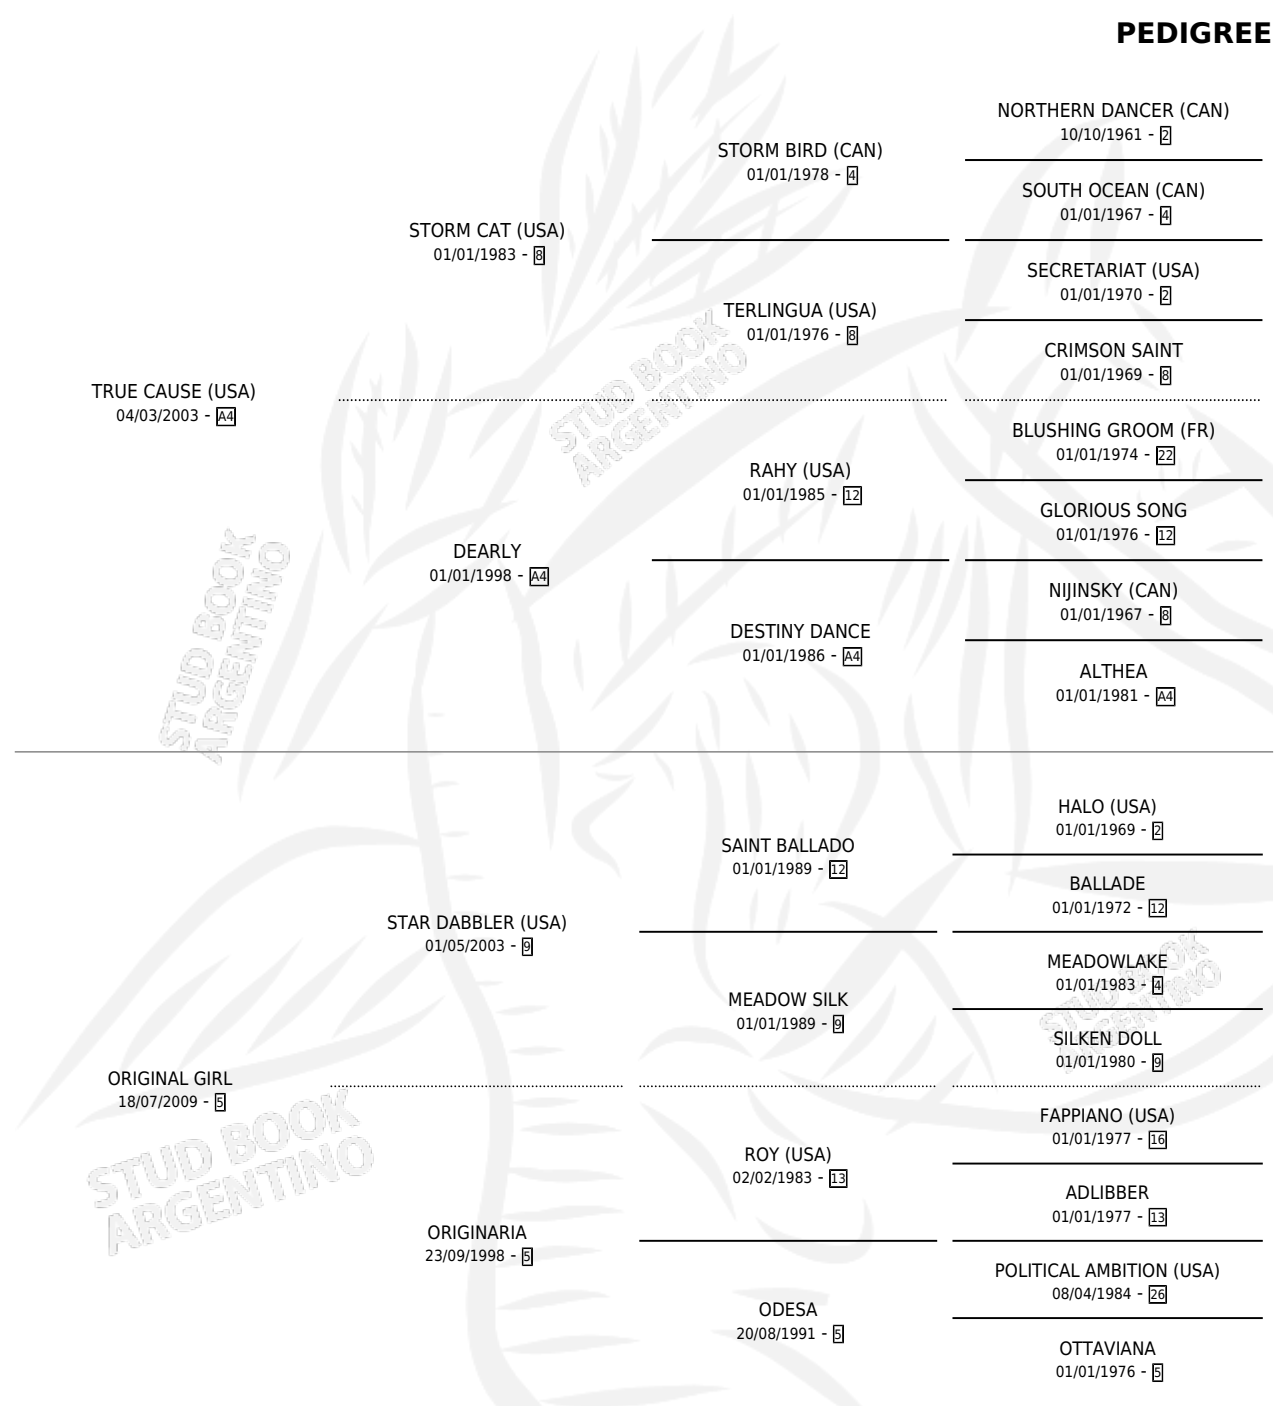 PEDIGREE
NORTHERN DANCER (CAN)
10/10/1961 - 2
STORM BIRD (CAN)
01/01/1978 - 4
SOUTH OCEAN (CAN)
01/01/1967 - 4
STORM CAT (USA)
01/01/1983 - 8
SECRETARIAT (USA)
01/01/1970 - 2
TERLINGUA (USA)
01/01/1976 - 8
CRIMSON SAINT
01/01/1969 - 8
TRUE CAUSE (USA)
04/03/2003 - A4
BLUSHING GROOM (FR)
01/01/1974 - 22
RAHY (USA)
01/01/1985 - 12
GLORIOUS SONG
01/01/1976 - 12
DEARLY
01/01/1998 - A4
NIJINSKY (CAN)
01/01/1967 - 8
DESTINY DANCE
01/01/1986 - A4
ALTHEA
01/01/1981 - A4
HALO (USA)
01/01/1969 - 2
SAINT BALLADO
01/01/1989 - 12
BALLADE
01/01/1972 - 12
STAR DABBLER (USA)
01/05/2003 - 9
MEADOWLAKE
01/01/1983 - 4
MEADOW SILK
01/01/1989 - 9
SILKEN DOLL
01/01/1980 - 9
ORIGINAL GIRL
18/07/2009 - 5
FAPPIANO (USA)
01/01/1977 - 16
ROY (USA)
02/02/1983 - 13
ADLIBBER
01/01/1977 - 13
ORIGINARIA
23/09/1998 - 5
POLITICAL AMBITION (USA)
08/04/1984 - 26
ODESA
20/08/1991 - 5
OTTAVIANA
01/01/1976 - 5
STUD BOOK
ARGENTINO
STUD BOOK
ARGENTINO
STUD BOOK
ARGENTINO
STUD BOOK
ARGENTINO